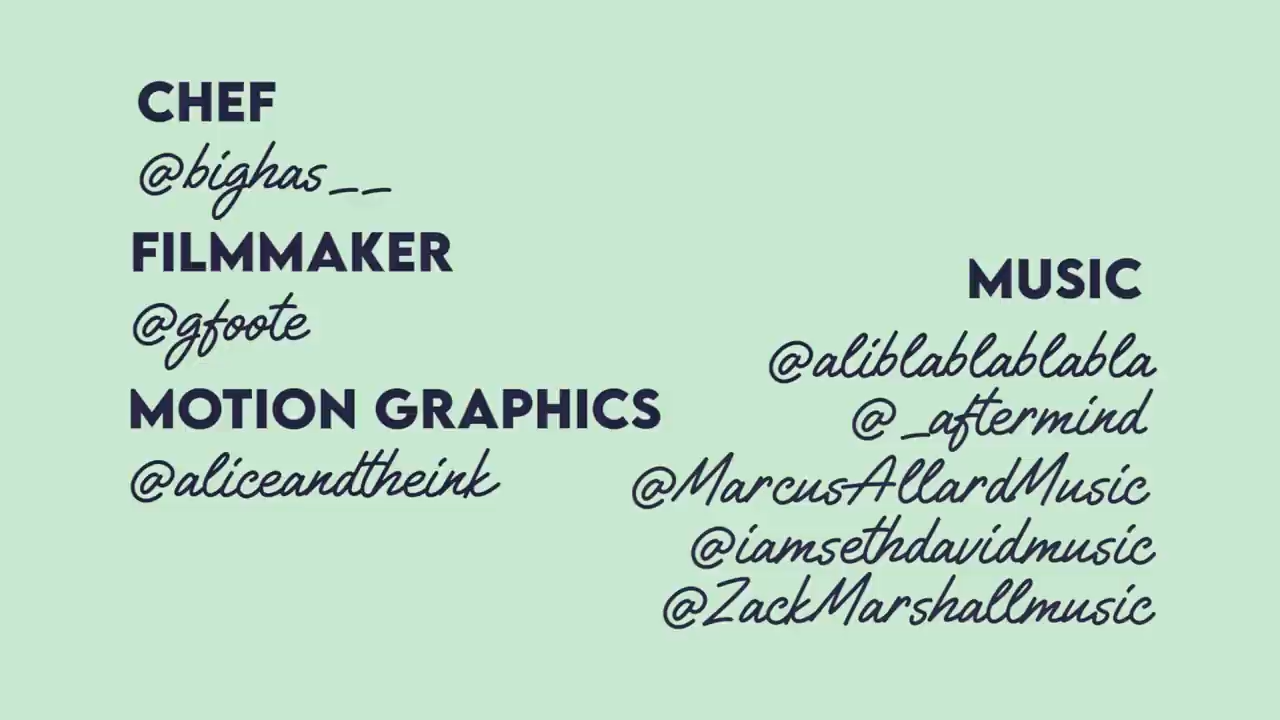 CHEF
@bighas__
FILMMAKER
@gfoote
MOTION GRAPHICS
@aliceandtheink
MUSIC
@aliblablablabla
@_aftermind
@MarcusAllardMusic
@iamsethdavidmusic
@ZackMarshallmusic